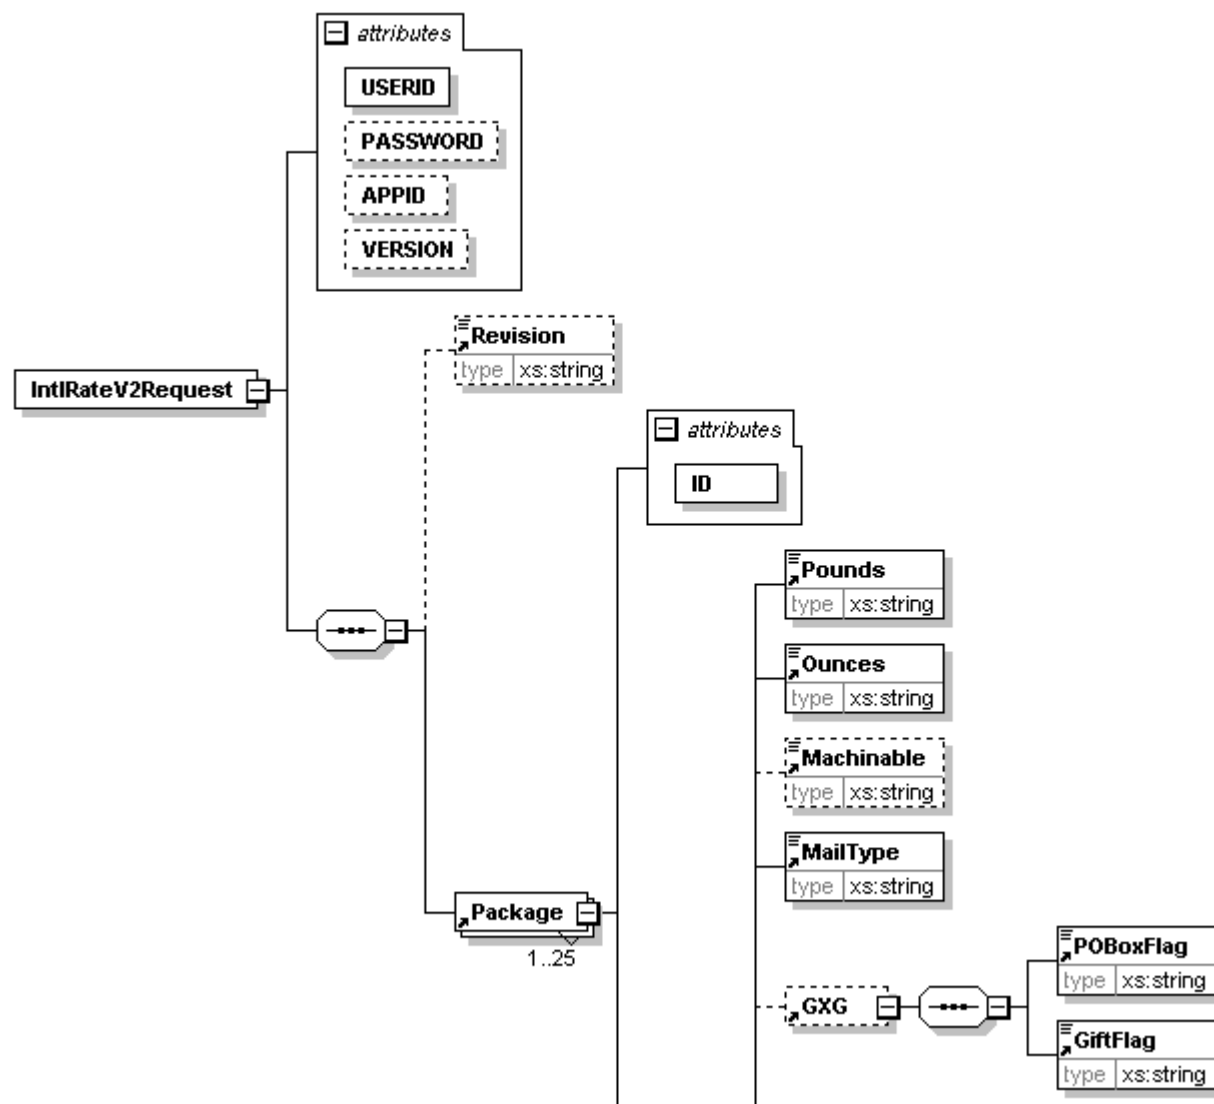 attributes
USERID
PASSWORD
APPID
VERSION
Revision
type xs:string
IntlRateV2Request
attributes
ID
Pounds
type xs:string
Ounces
type xs:string
Machinable
type xs:string
MailType
type xs:string
Package
1..25
POBoxFlag
type xs:string
GXG
GiftFlag
type xs:string